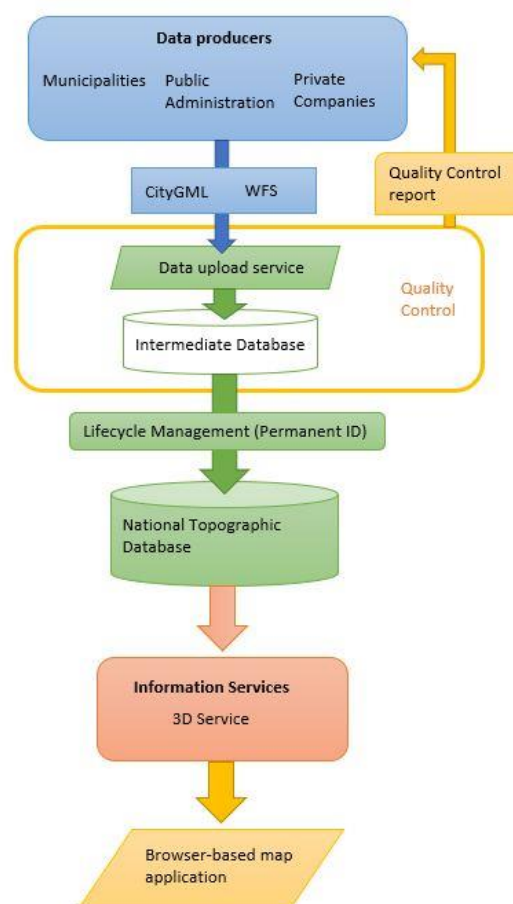 Data producers
Municipalities
Public
Administration
Private
Companies
CityGML
WFS
Quality Control
report
Data upload service
Quality
Control
Intermediate Database
Lifecycle Management (Permanent ID)
National Topographic
Database
Information Services
3D Service
Browser-based map
application